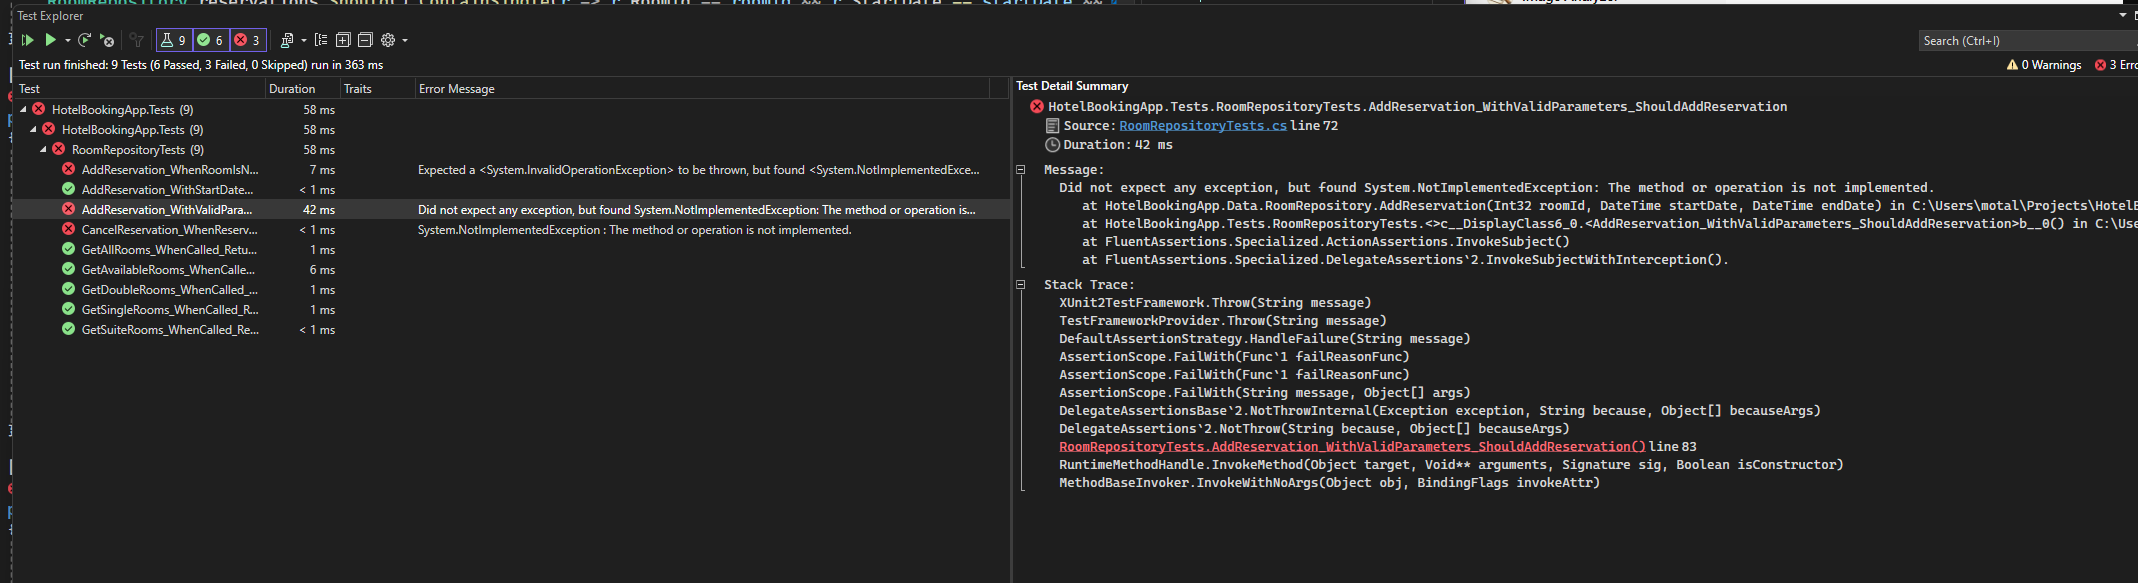 RoomRepository
Test Explorer
9 6 3
Search (Ctrl+I)
Test run finished: 9 Tests (6 Passed, 3 Failed, 0 Skipped) run in 363 ms
0 Warnings 3 Erro
Test Duration Traits Error Message
HotelBookingApp.Tests (9) 58 ms
HotelBookingApp.Tests (9) 58 ms
RoomRepositoryTests (9) 58 ms
AddReservation_WhenRoomIsN... 7 ms Expected a <System.InvalidOperationException> to be thrown, but found <System.NotImplementedExce...
AddReservation_WithStartDate... < 1 ms
AddReservation_WithValidPara... 42 ms Did not expect any exception, but found System.NotImplementedException: The method or operation is...
CancelReservation_WhenReserv... < 1 ms System.NotImplementedException : The method or operation is not implemented.
GetAllRooms_WhenCalled_Retu... 1 ms
GetAvailableRooms_WhenCalle... 6 ms
GetDoubleRooms_WhenCalled_... 1 ms
GetSingleRooms_WhenCalled_R... 1 ms
GetSuiteRooms_WhenCalled_Re... < 1 ms
Test Detail Summary
HotelBookingApp.Tests.RoomRepositoryTests.AddReservation_WithValidParameters_ShouldAddReservation
Source: RoomRepositoryTests.cs line 72
Duration: 42 ms
Message:
Did not expect any exception, but found System.NotImplementedException: The method or operation is not implemented.
at HotelBookingApp.Data.RoomRepository.AddReservation(Int32 roomId, DateTime startDate, DateTime endDate) in C:\Users\motal\Projects\HotelB
at HotelBookingApp.Tests.RoomRepositoryTests.<>c__DisplayClass6_0.<AddReservation_WithValidParameters_ShouldAddReservation>b__0() in C:\Use
at FluentAssertions.Specialized.ActionAssertions.InvokeSubject()
at FluentAssertions.Specialized.DelegateAssertions`2.InvokeSubjectWithInterception().
Stack Trace:
XUnit2TestFramework.Throw(String message)
TestFrameworkProvider.Throw(String message)
DefaultAssertionStrategy.HandleFailure(String message)
AssertionScope.FailWith(Func`1 failReasonFunc)
AssertionScope.FailWith(Func`1 failReasonFunc)
AssertionScope.FailWith(String message, Object[] args)
DelegateAssertionsBase`2.NotThrowInternal(Exception exception, String because, Object[] becauseArgs)
DelegateAssertions`2.NotThrow(String because, Object[] becauseArgs)
RoomRepositoryTests.AddReservation_WithValidParameters_ShouldAddReservation() line 83
RuntimeMethodHandle.InvokeMethod(Object target, Void** arguments, Signature sig, Boolean isConstructor)
MethodBaseInvoker.InvokeWithNoArgs(Object obj, BindingFlags invokeAttr)